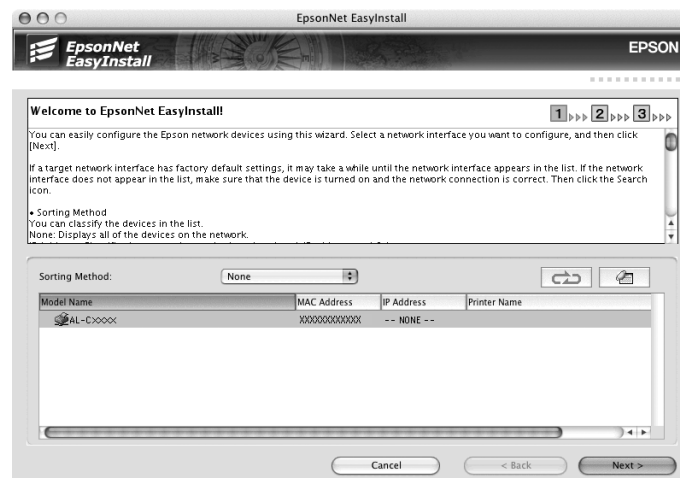 EpsonNet EasyInstall
EpsonNet
EasyInstall
EPSON
Welcome to EpsonNet EasyInstall!
1 2 3
You can easily configure the Epson network devices using this wizard. Select a network interface you want to configure, and then click
[Next].
If a target network interface has factory default settings, it may take a while until the network interface appears in the list. If the network
interface does not appear in the list, make sure that the device is turned on and the network connection is correct. Then click the Search
icon.
• Sorting Method
You can classify the devices in the list.
None: Displays all of the devices on the network.
Sorting Method: None
Model Name MAC Address IP Address Printer Name
AL-CXXXX XXXXXXXXXXXX -- NONE --
Cancel < Back Next >